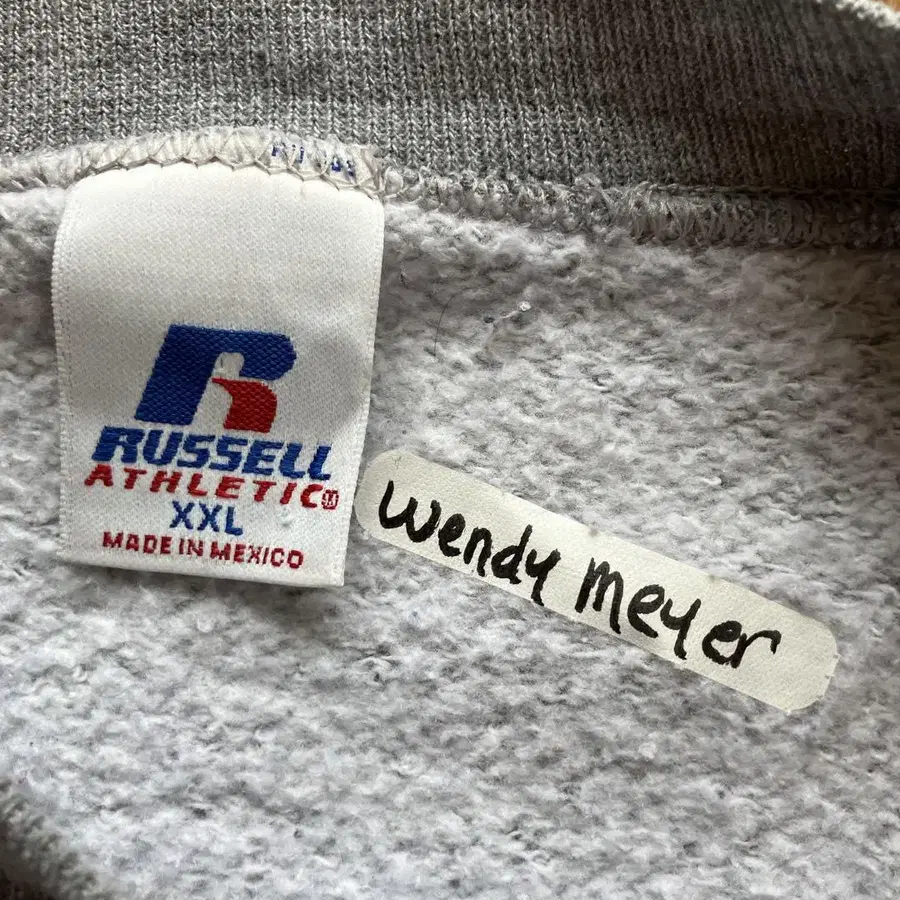 RUSSELL
ATHLETIC®
XXL
MADE IN MEXICO
wendy meyer